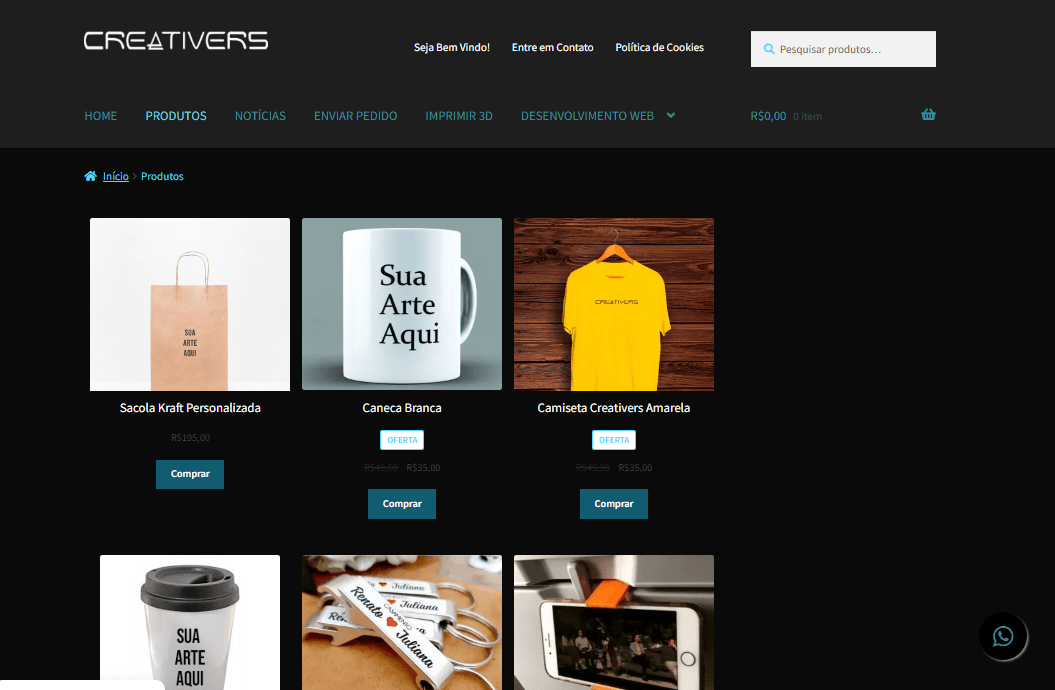 CREATIVERS
Seja Bem Vindo!
Entre em Contato
Política de Cookies
Pesquisar produtos…
HOME
PRODUTOS
NOTÍCIAS
ENVIAR PEDIDO
IMPRIMIR 3D
DESENVOLVIMENTO WEB
R$0,00 0 item
Início
Produtos
SUA
ARTE
AQUI
Sua
Arte
Aqui
CREATIVERS
Sacola Kraft Personalizada
Caneca Branca
Camiseta Creativers Amarela
R$195,00
OFERTA
OFERTA
R$40,00 R$35,00
R$49,90 R$35,00
Comprar
Comprar
Comprar
SUA
ARTE
AQUI
Juliana
Juliana
Renato
CASAMENTO
Juliana